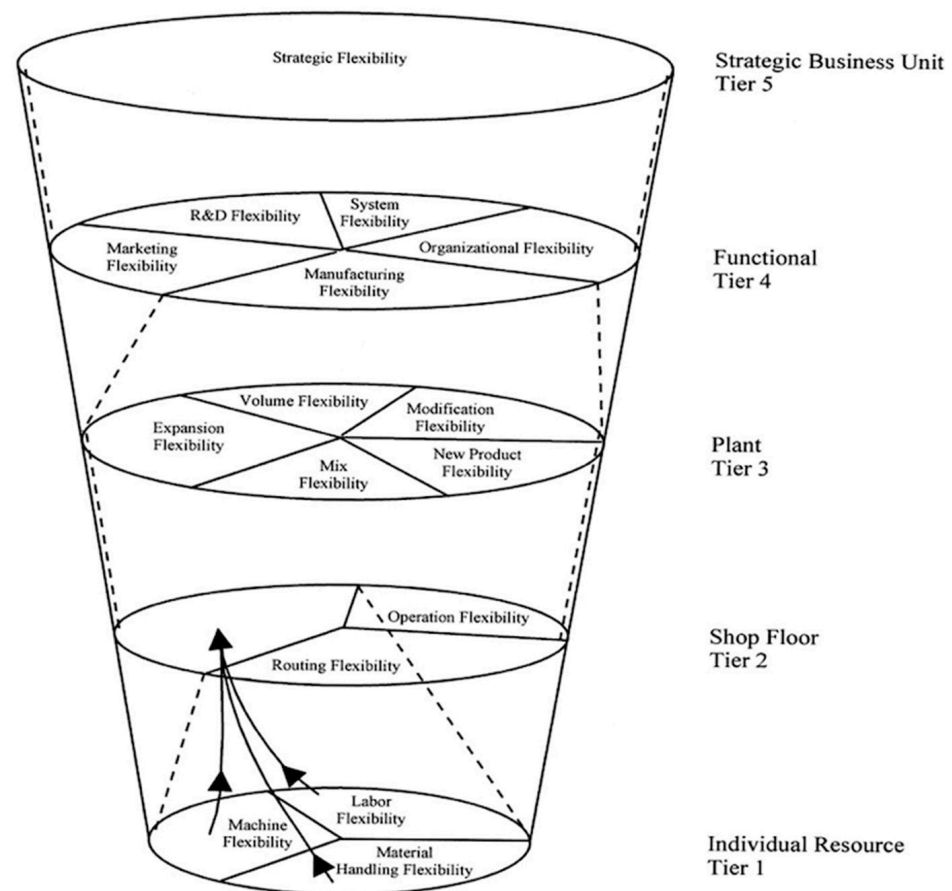 Strategic Flexibility
Strategic Business Unit
Tier 5
R&D Flexibility
System
Flexibility
Marketing
Flexibility
Organizational Flexibility
Manufacturing
Flexibility
Functional
Tier 4
Volume Flexibility
Modification
Flexibility
Expansion
Flexibility
Mix
Flexibility
New Product
Flexibility
Plant
Tier 3
Operation Flexibility
Routing Flexibility
Shop Floor
Tier 2
Labor
Flexibility
Machine
Flexibility
Material
Handling Flexibility
Individual Resource
Tier 1